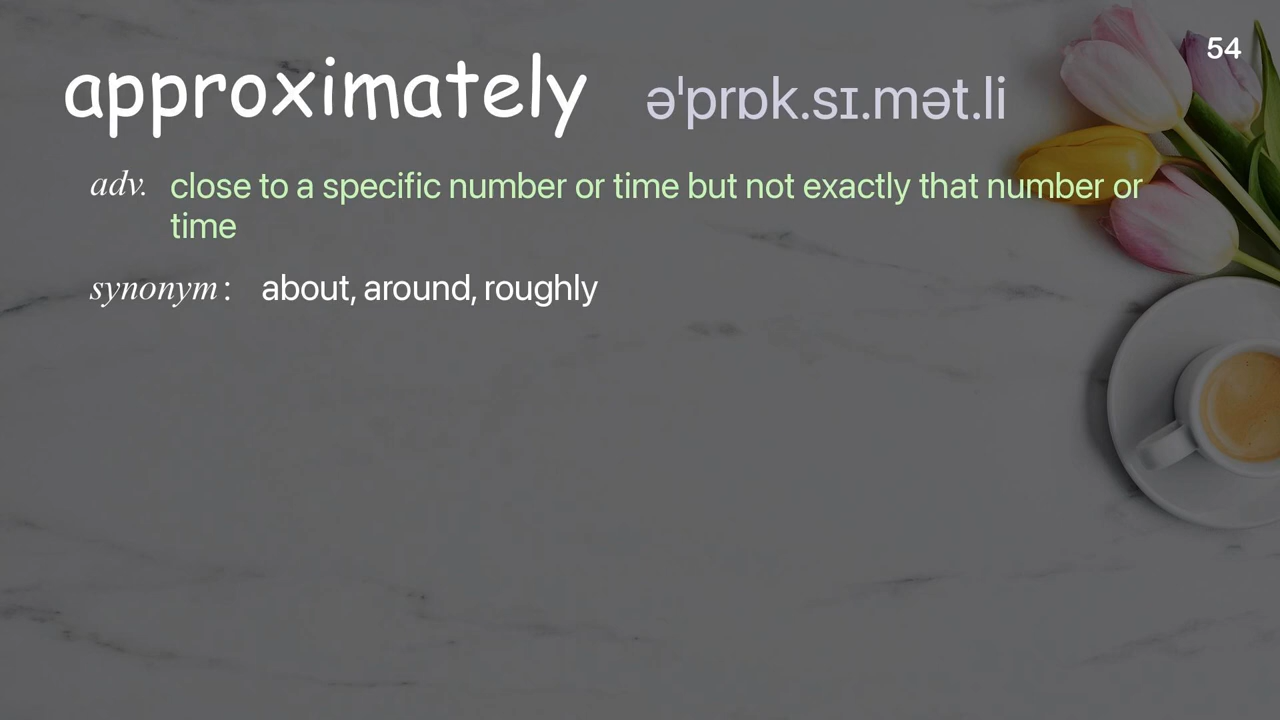 54
approximately əˈprɒk.sɪ.mət.li
adv. close to a specific number or time but not exactly that number or
time
synonym: about, around, roughly